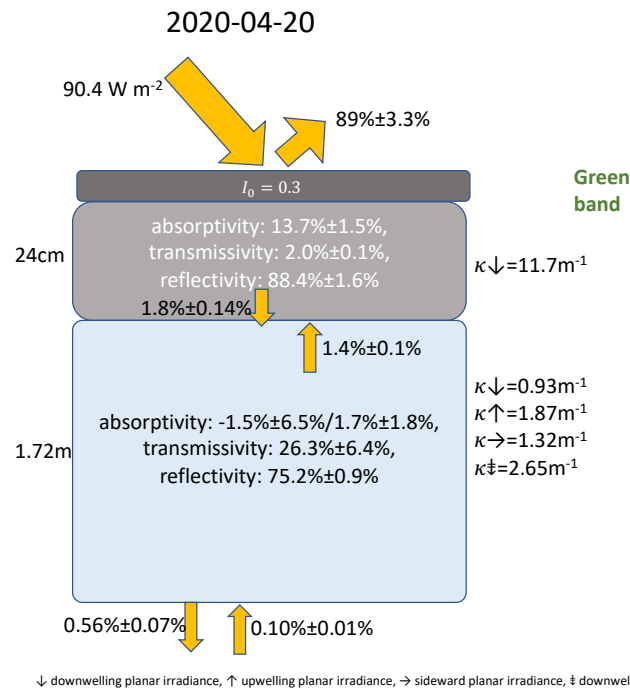 2020-04-20
90.4 W m⁻²
89%±3.3%
I₀ = 0.3
Green
band
absorptivity: 13.7%±1.5%,
transmissivity: 2.0%±0.1%,
reflectivity: 88.4%±1.6%
24cm
κ↓=11.7m⁻¹
1.8%±0.14%
1.4%±0.1%
κ↓=0.93m⁻¹
κ↑=1.87m⁻¹
κ→=1.32m⁻¹
κ⇟=2.65m⁻¹
absorptivity: -1.5%±6.5%/1.7%±1.8%,
transmissivity: 26.3%±6.4%,
reflectivity: 75.2%±0.9%
1.72m
0.56%±0.07%
0.10%±0.01%
↓ downwelling planar irradiance, ↑ upwelling planar irradiance, → sideward planar irradiance, ⇟ downwel